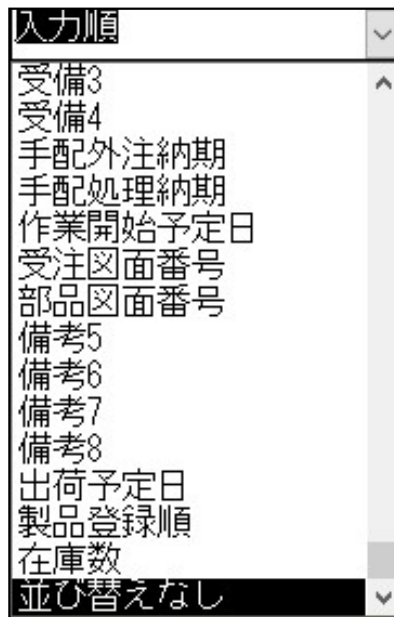 入力順
受備3
受備4
手配外注納期
手配処理納期
作業開始予定日
受注図面番号
部品図面番号
備考5
備考6
備考7
備考8
出荷予定日
製品登録順
在庫数
並び替えなし